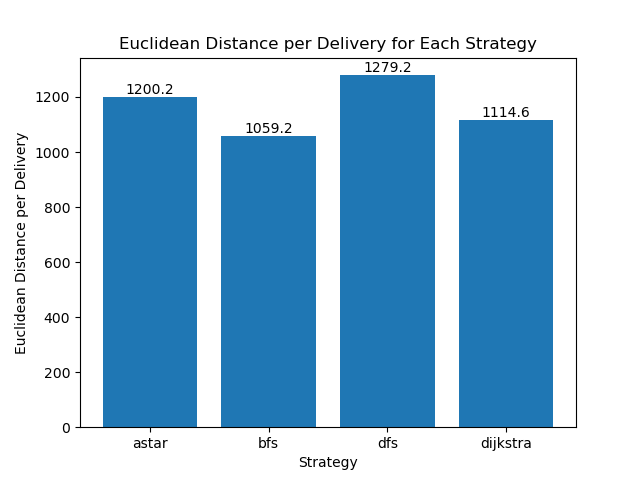 Euclidean Distance per Delivery for Each Strategy
1200.2
1059.2
1279.2
1114.6
Euclidean Distance per Delivery
1200
1000
800
600
400
200
0
astar
bfs
dfs
dijkstra
Strategy